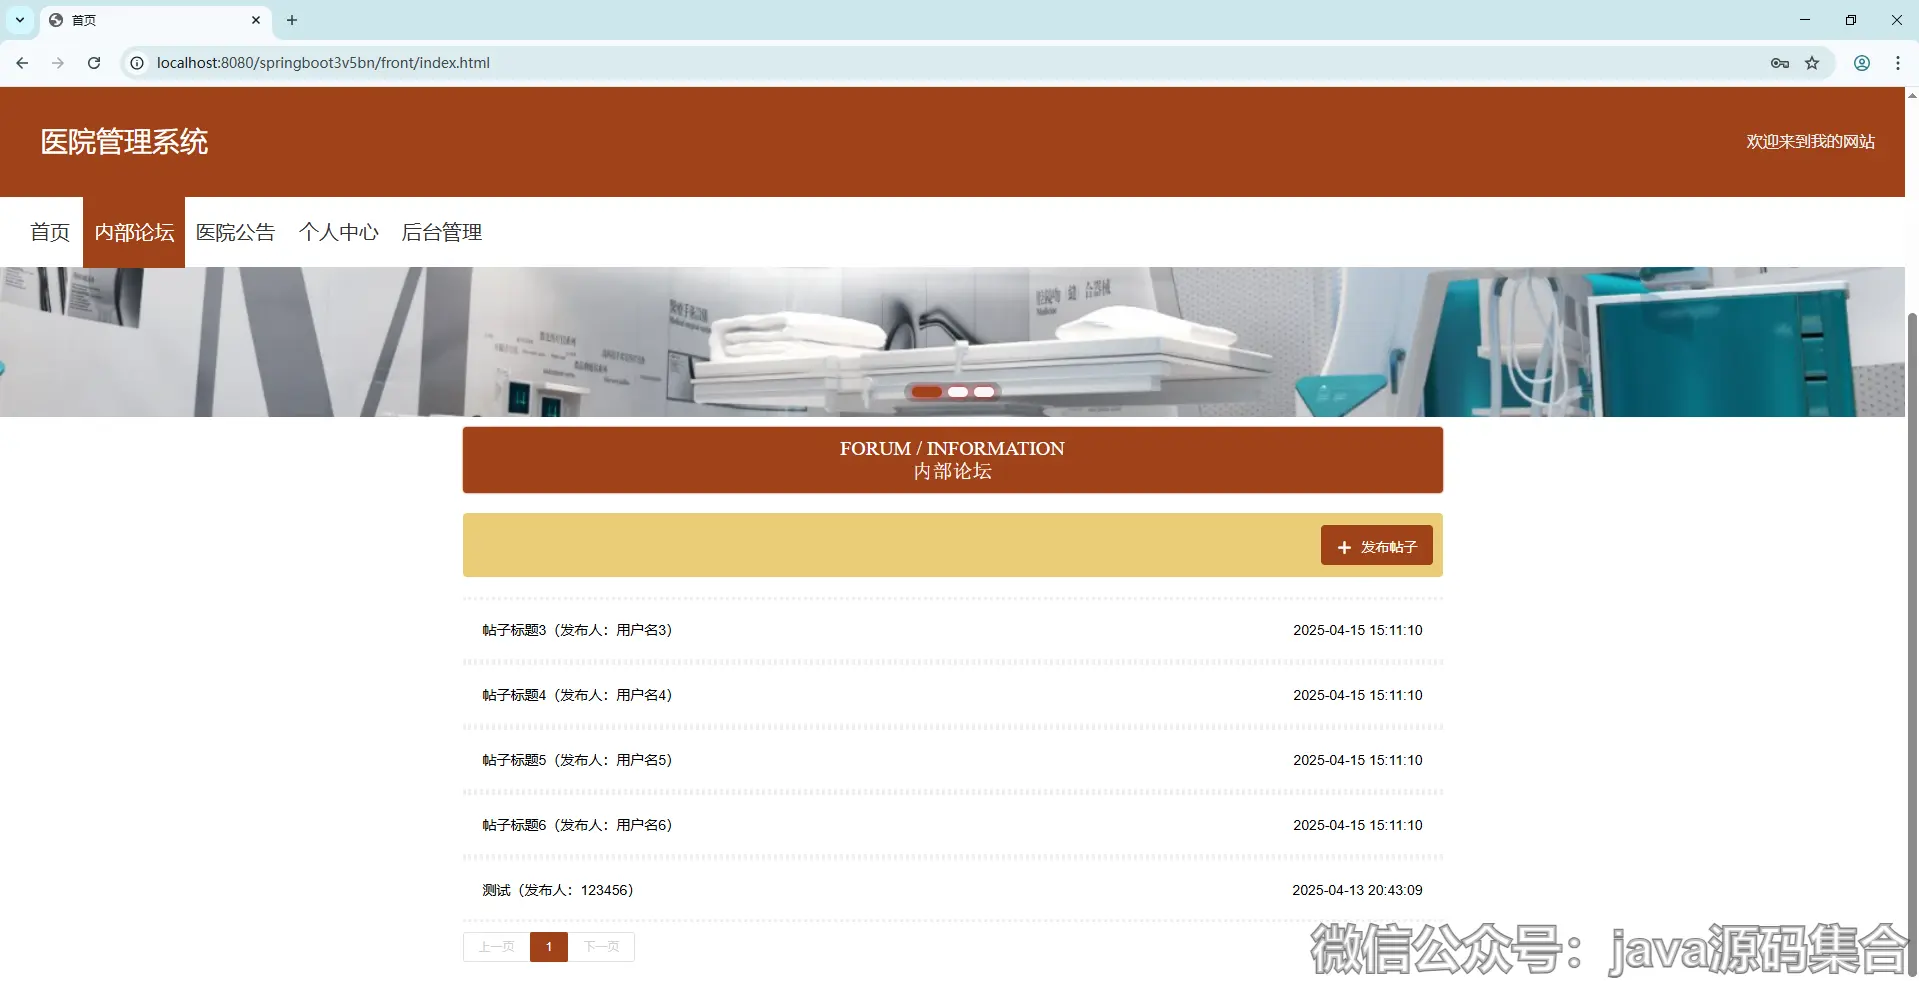 首页
localhost:8080/springboot3v5bn/front/index.html
医院管理系统
欢迎来到我的网站
首页 内部论坛 医院公告 个人中心 后台管理
FORUM / INFORMATION
内部论坛
发布帖子
帖子标题3（发布人：用户名3） 2025-04-15 15:11:10
帖子标题4（发布人：用户名4） 2025-04-15 15:11:10
帖子标题5（发布人：用户名5） 2025-04-15 15:11:10
帖子标题6（发布人：用户名6） 2025-04-15 15:11:10
测试（发布人：123456） 2025-04-13 20:43:09
上一页 1 下一页
微信公众号：java源码集合